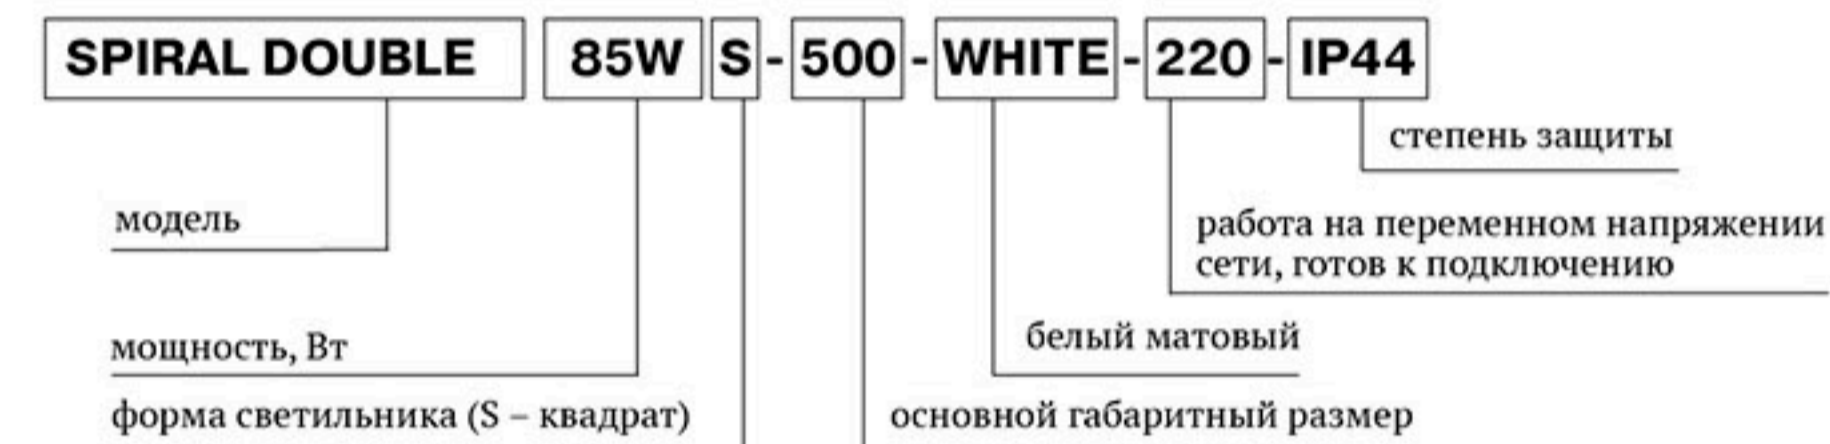 SPIRAL DOUBLE 85W S - 500 - WHITE - 220 - IP44
степень защиты
модель
работа на переменном напряжении
сети, готов к подключению
мощность, Вт
белый матовый
форма светильника (S – квадрат)
основной габаритный размер